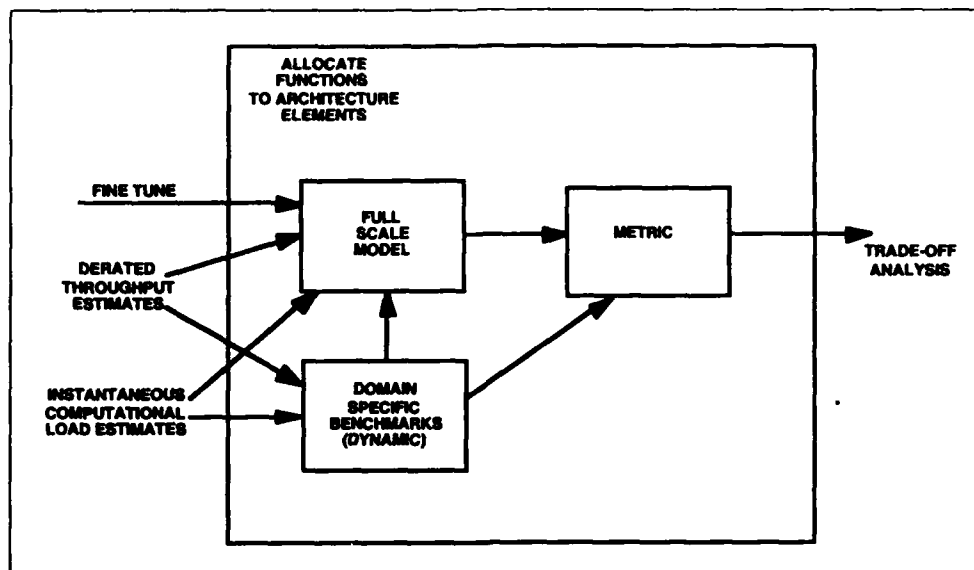 ALLOCATE
FUNCTIONS
TO ARCHITECTURE
ELEMENTS
FINE TUNE
FULL
SCALE
MODEL
METRIC
TRADE-OFF
ANALYSIS
DERATED
THROUGHPUT
ESTIMATES
INSTANTANEOUS
COMPUTATIONAL
LOAD ESTIMATES
DOMAIN
SPECIFIC
BENCHMARKS
(DYNAMIC)